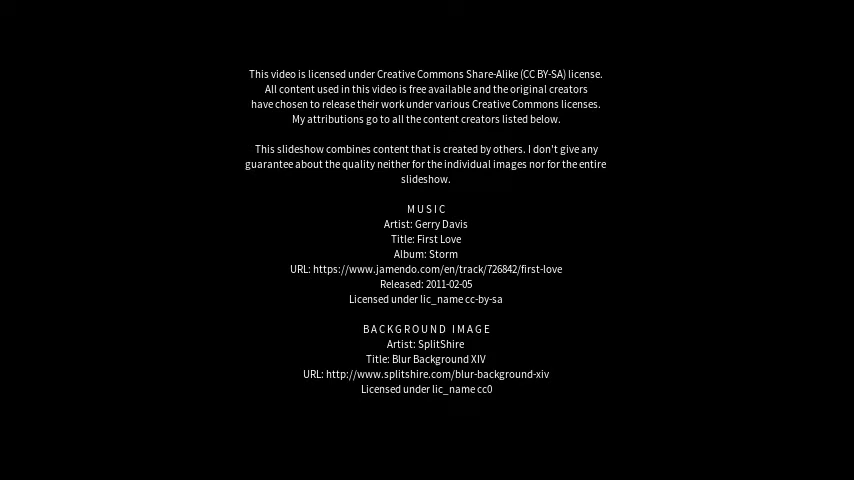 This video is licensed under Creative Commons Share-Alike (CC BY-SA) license.
All content used in this video is free available and the original creators
have chosen to release their work under various Creative Commons licenses.
My attributions go to all the content creators listed below.
This slideshow combines content that is created by others. I don't give any
guarantee about the quality neither for the individual images nor for the entire
slideshow.
MUSIC
Artist: Gerry Davis
Title: First Love
Album: Storm
URL: https://www.jamendo.com/en/track/726842/first-love
Released: 2011-02-05
Licensed under lic_name cc-by-sa
BACKGROUND IMAGE
Artist: SplitShire
Title: Blur Background XIV
URL: http://www.splitshire.com/blur-background-xiv
Licensed under lic_name cc0